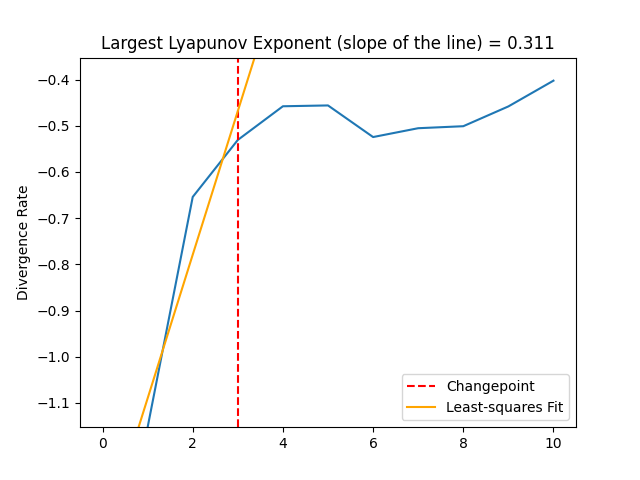 Largest Lyapunov Exponent (slope of the line) = 0.311
Divergence Rate
−0.4
−0.5
−0.6
−0.7
−0.8
−0.9
−1.0
−1.1
0 2 4 6 8 10
Changepoint
Least-squares Fit